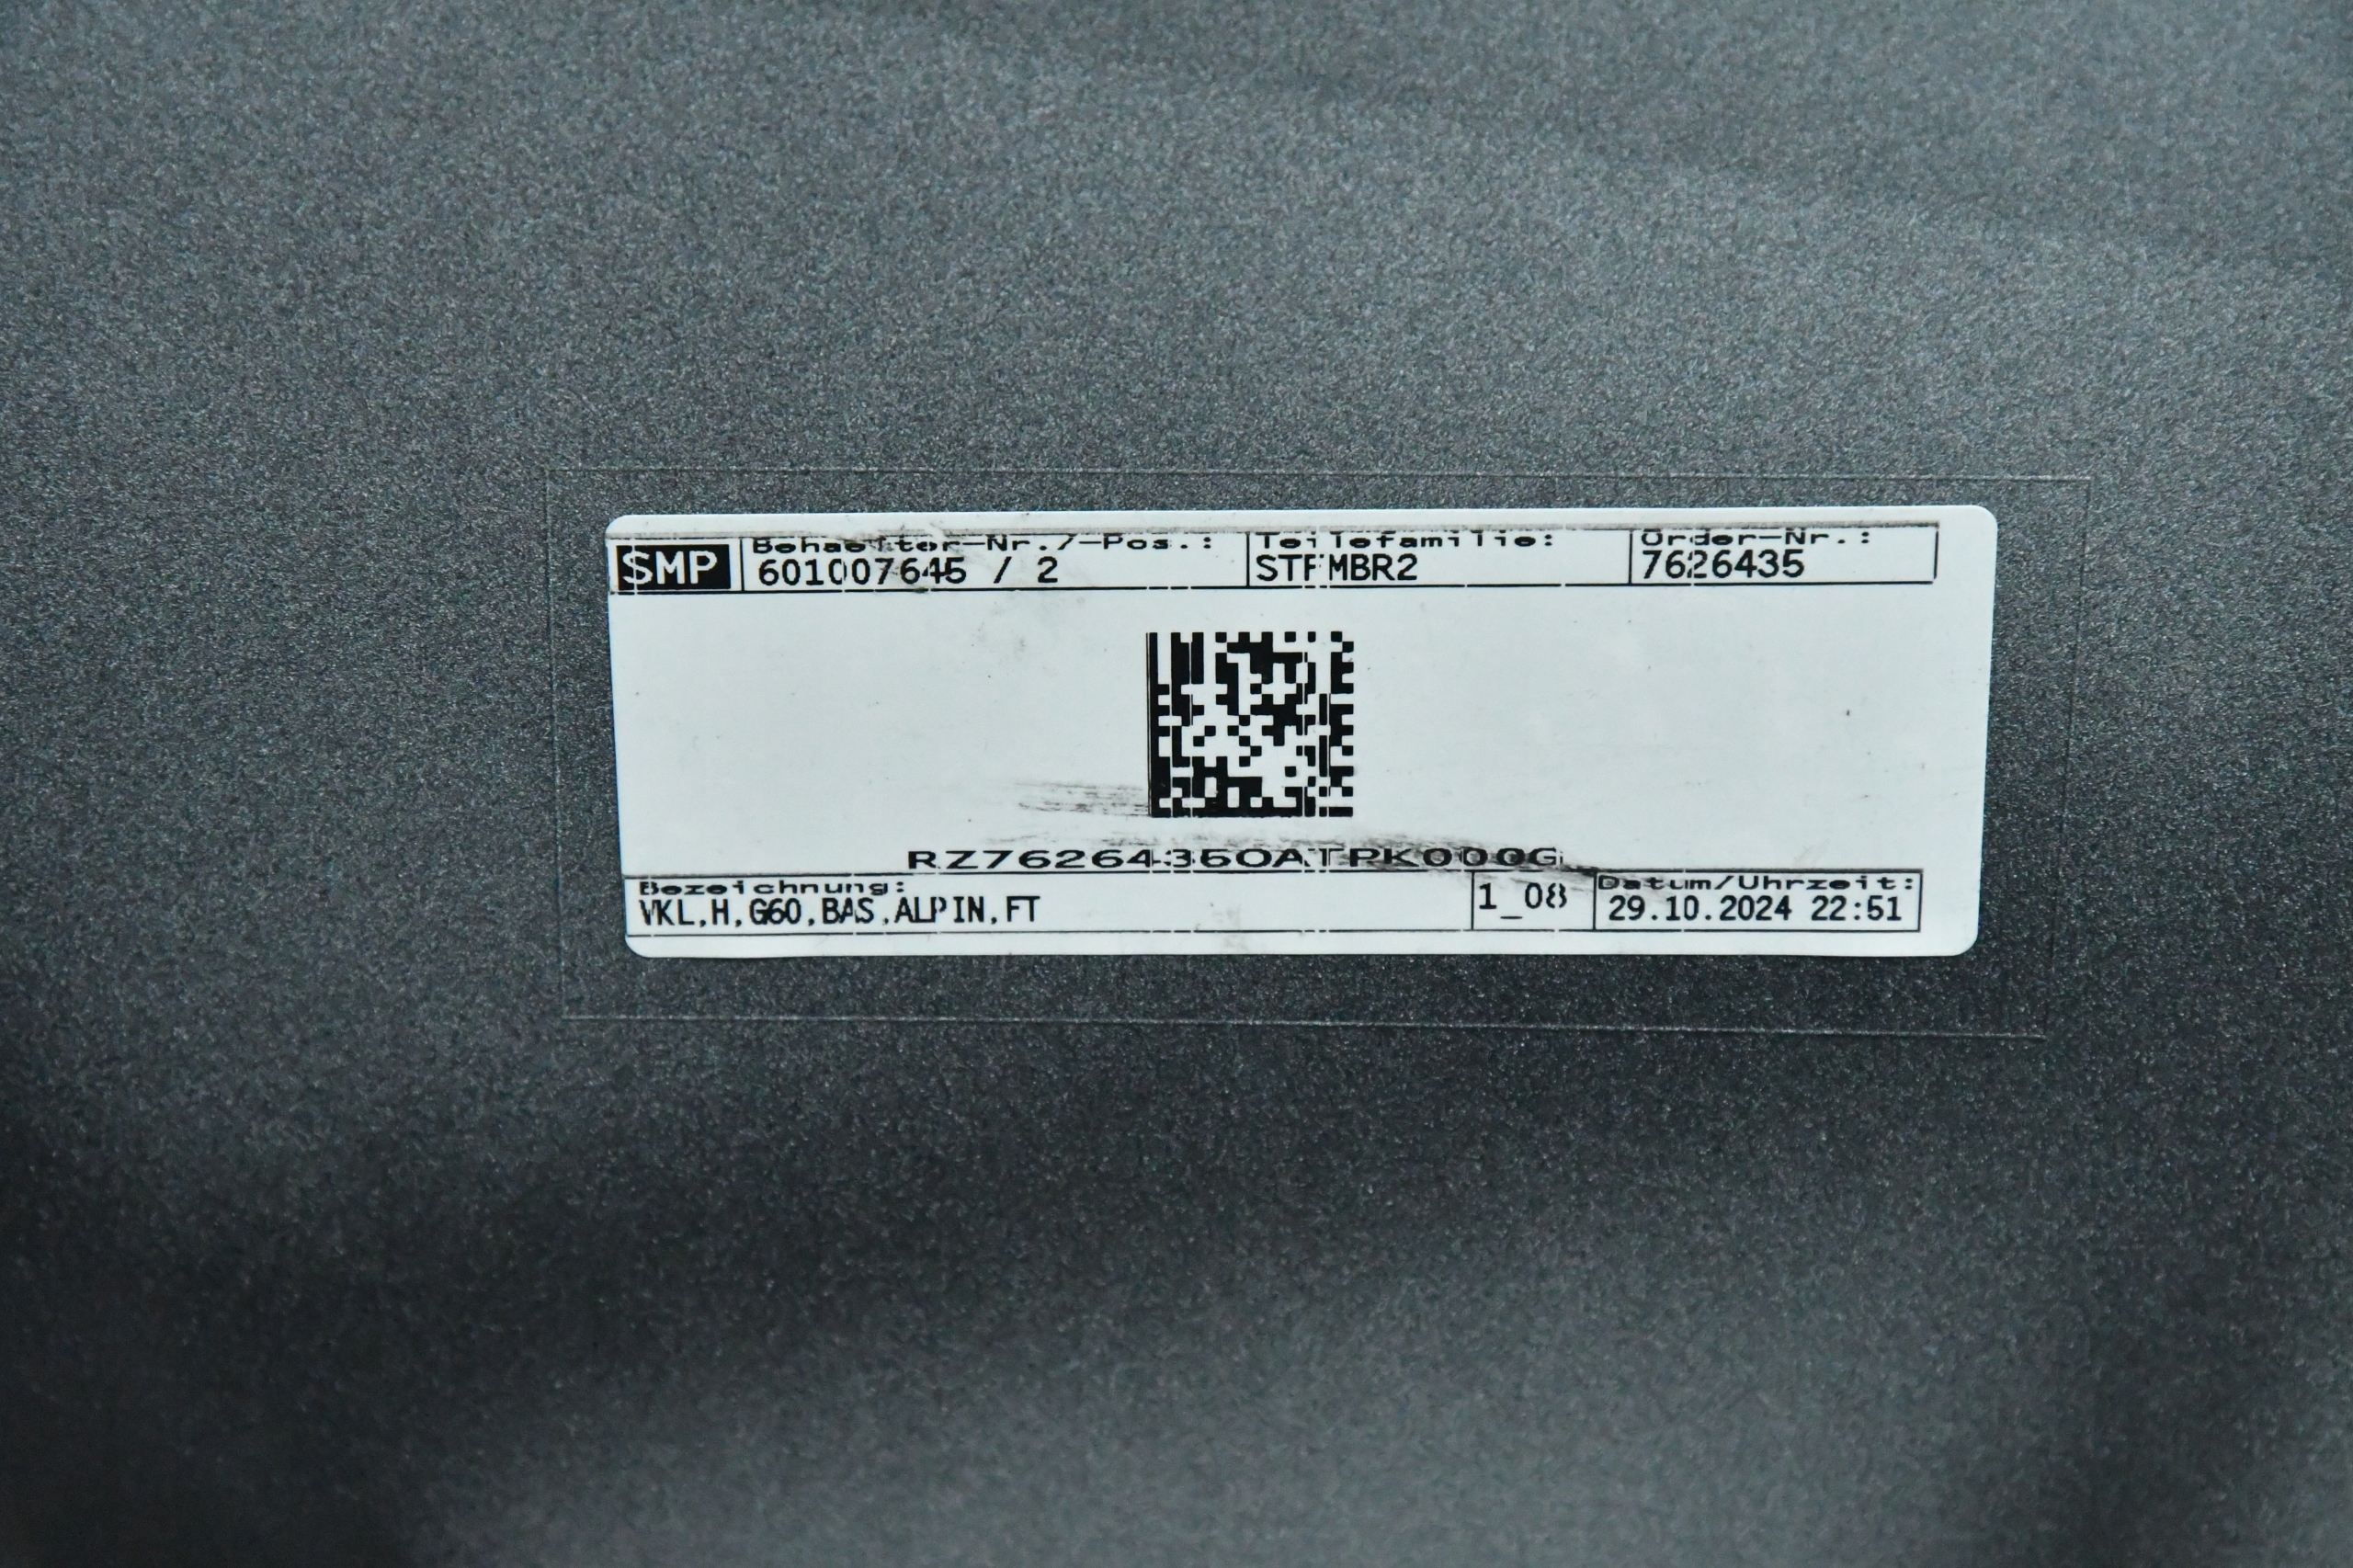 SMP Behaelter-Nr./-Pos.: Teilefamilie: Order-Nr.:
601007645 / 2 STFMBR2 7626435
RZ7626435OATPK000G
Bezeichnung: 1_08 Datum/Uhrzeit:
VKL,H,G60,BAS,ALPIN,FT 29.10.2024 22:51